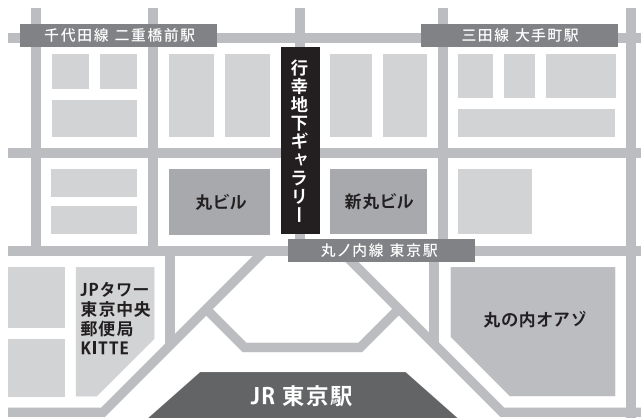 千代田線 二重橋前駅
三田線 大手町駅
行幸地下ギャラリー
丸ビル
新丸ビル
丸ノ内線 東京駅
JPタワー
東京中央
郵便局
KITTE
丸の内オアゾ
JR 東京駅